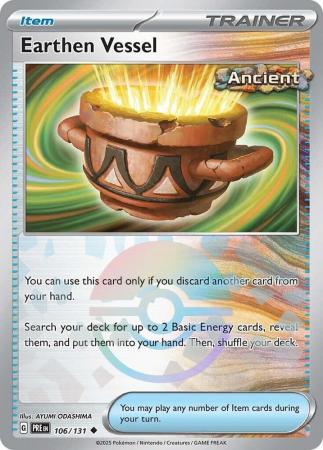 Item
TRAINER
Earthen Vessel
Ancient
You can use this card only if you discard another card from
your hand.
Search your deck for up to 2 Basic Energy cards, reveal
them, and put them into your hand. Then, shuffle your deck.
Illus. AYUMI ODASHIMA
G PRE EN 106/131 ◆
You may play any number of Item cards during
your turn.
©2025 Pokémon / Nintendo / Creatures / GAME FREAK